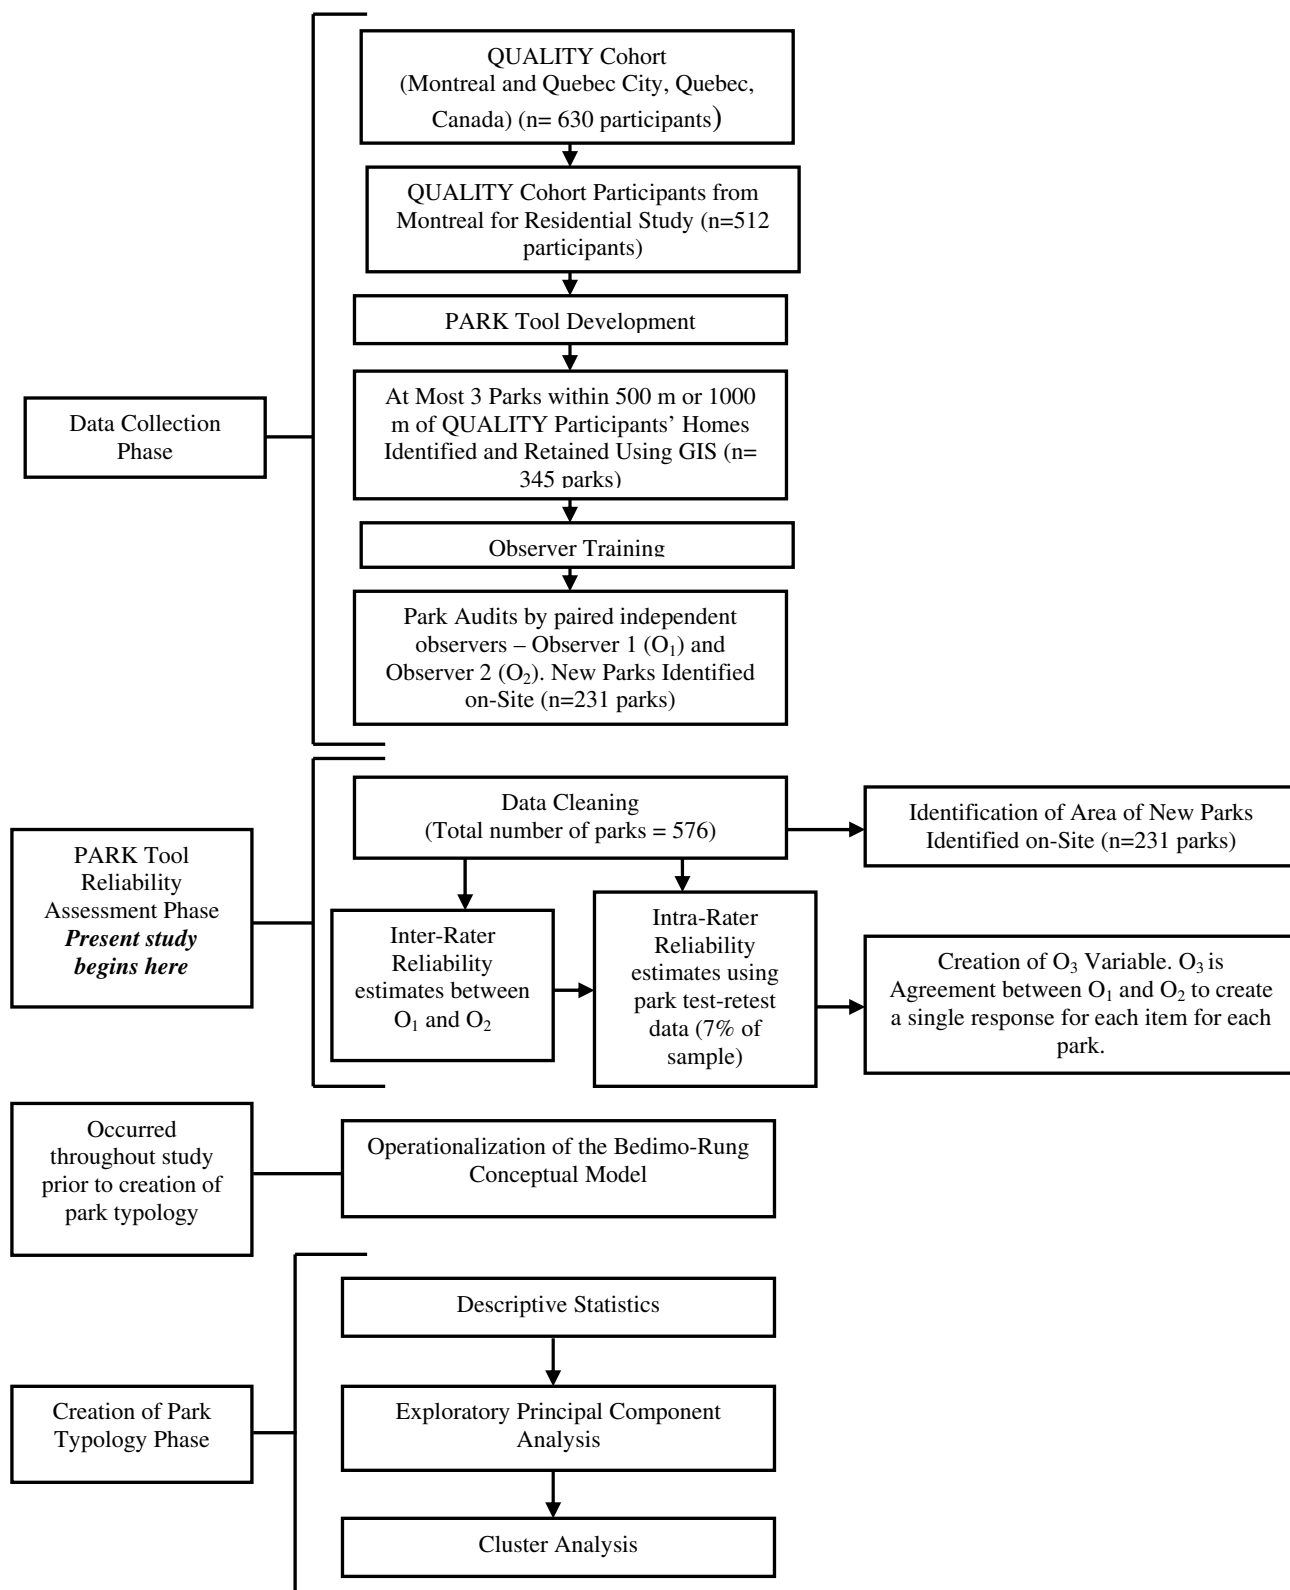 QUALITY Cohort
(Montreal and Quebec City, Quebec,
Canada) (n= 630 participants)
QUALITY Cohort Participants from
Montreal for Residential Study (n=512
participants)
PARK Tool Development
At Most 3 Parks within 500 m or 1000
m of QUALITY Participants’ Homes
Identified and Retained Using GIS (n=
345 parks)
Data Collection
Phase
Observer Training
Park Audits by paired independent
observers – Observer 1 (O₁) and
Observer 2 (O₂). New Parks Identified
on-Site (n=231 parks)
Data Cleaning
(Total number of parks = 576)
Identification of Area of New Parks
Identified on-Site (n=231 parks)
PARK Tool
Reliability
Assessment Phase
Present study
begins here
Inter-Rater
Reliability
estimates between
O₁ and O₂
Intra-Rater
Reliability
estimates using
park test-retest
data (7% of
sample)
Creation of O₃ Variable. O₃ is
Agreement between O₁ and O₂ to create
a single response for each item for each
park.
Occurred
throughout study
prior to creation of
park typology
Operationalization of the Bedimo-Rung
Conceptual Model
Descriptive Statistics
Creation of Park
Typology Phase
Exploratory Principal Component
Analysis
Cluster Analysis